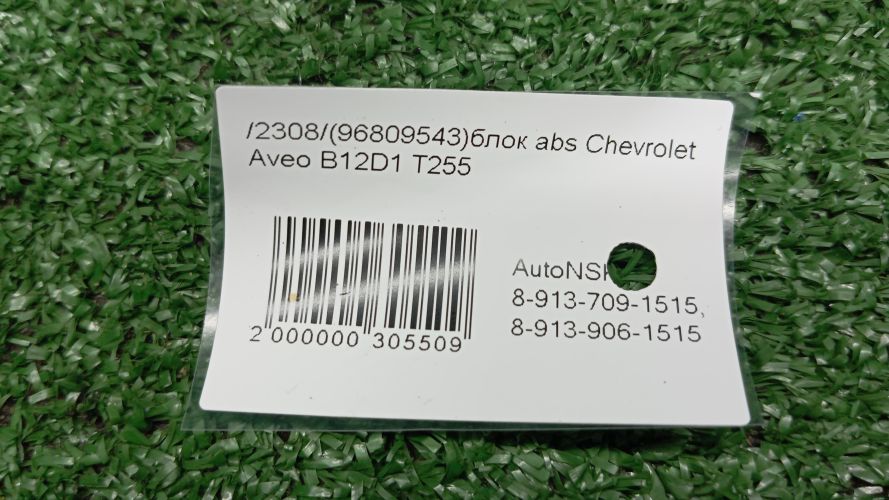 /2308/(96809543)блок abs Chevrolet
Aveo B12D1 T255
2 000000 305509
8-913-709-1515,
8-913-906-1515